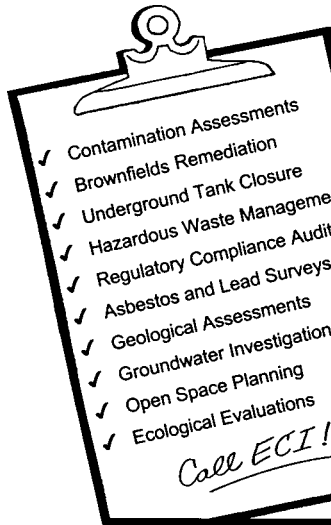 ✓ Contamination Assessments
✓ Brownfields Remediation
✓ Underground Tank Closure
✓ Hazardous Waste Manageme
✓ Regulatory Compliance Audit
✓ Asbestos and Lead Surveys
✓ Geological Assessments
✓ Groundwater Investigation
✓ Open Space Planning
✓ Ecological Evaluations
Call ECI!